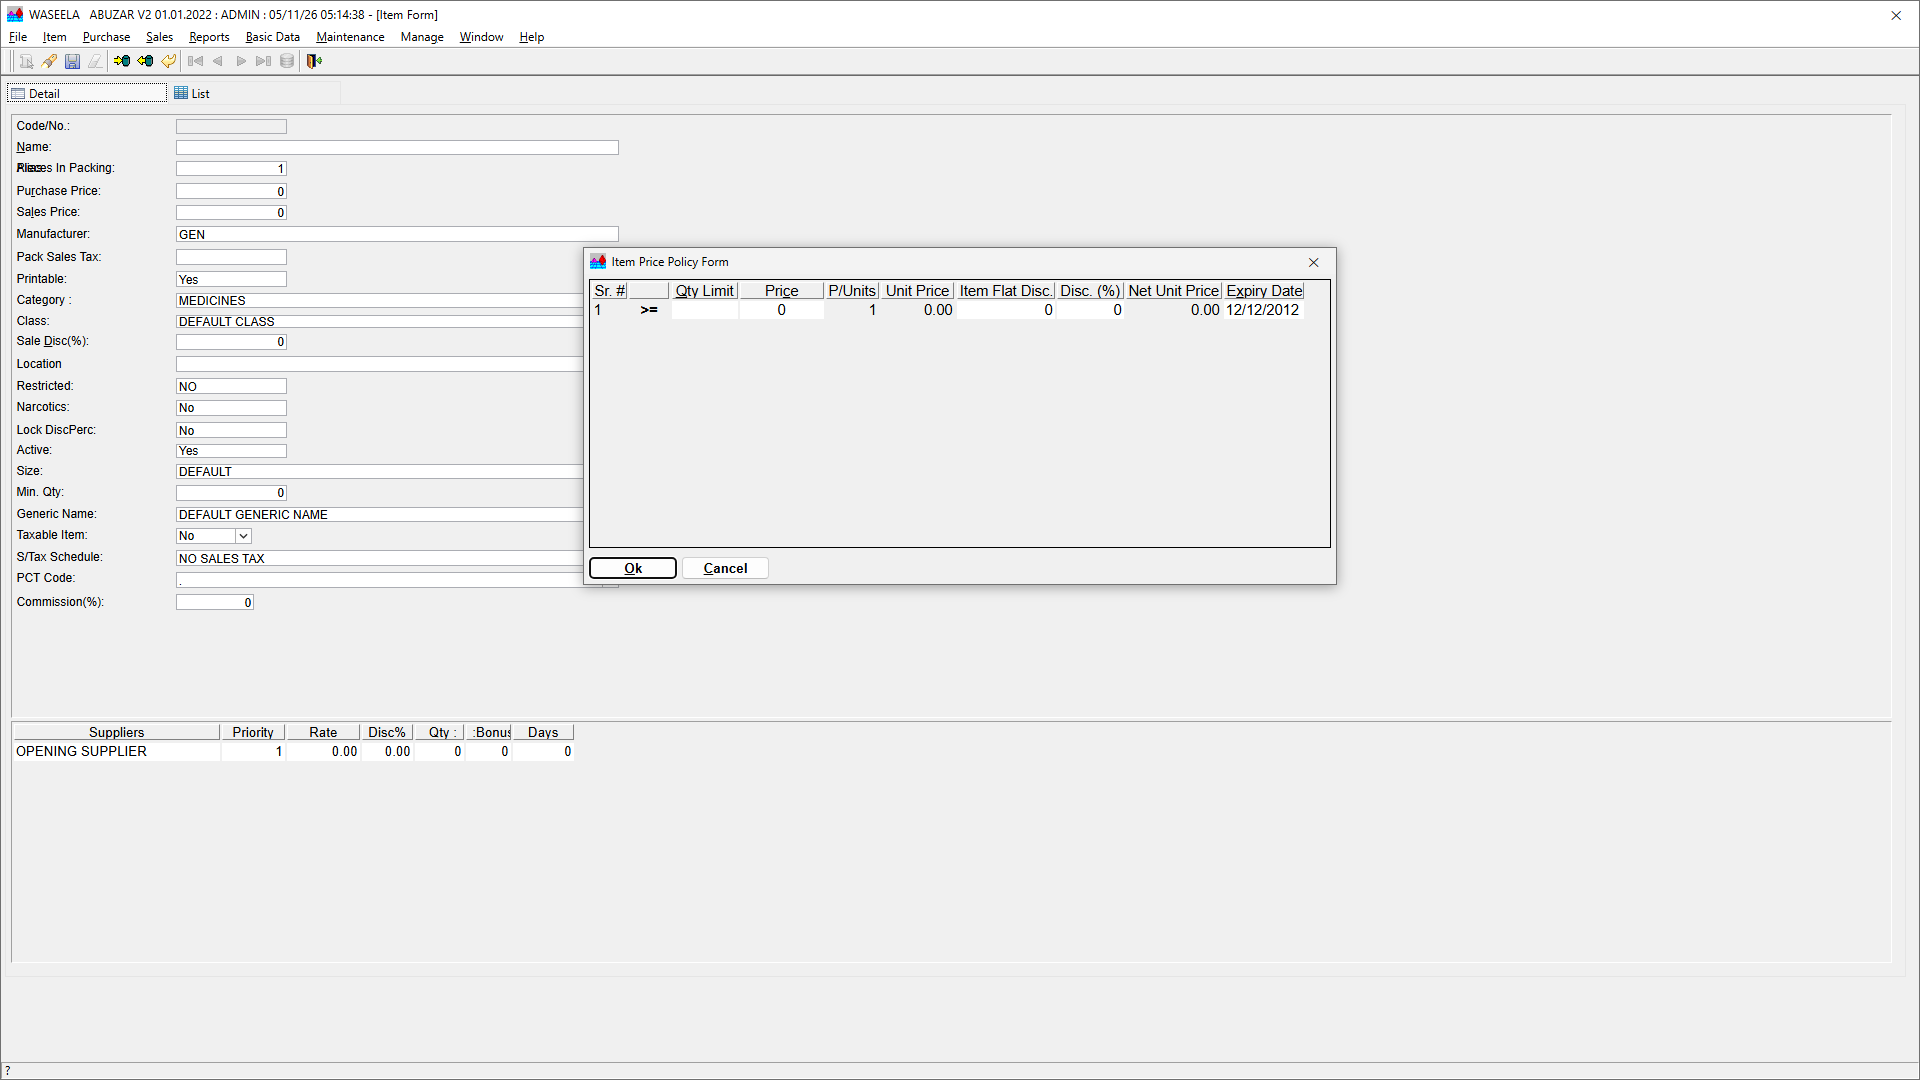 WASEELA   ABUZAR V2 01.01.2022 : ADMIN : 05/11/26 05:14:38 - [Item Form]
File Item Purchase Sales Reports Basic Data Maintenance Manage Window Help
Detail List
Code/No.:
Name:
Pieces In Packing: 1
Purchase Price: 0
Sales Price: 0
Manufacturer: GEN
Pack Sales Tax:
Printable: Yes
Category : MEDICINES
Class: DEFAULT CLASS
Sale Disc(%): 0
Location
Restricted: NO
Narcotics: No
Lock DiscPerc: No
Active: Yes
Size: DEFAULT
Min. Qty: 0
Generic Name: DEFAULT GENERIC NAME
Taxable Item: No
S/Tax Schedule: NO SALES TAX
PCT Code: .
Commission(%): 0
Item Price Policy Form
Sr. # Qty Limit Price P/Units Unit Price Item Flat Disc. Disc. (%) Net Unit Price Expiry Date
1 >= 0 1 0.00 0 0 0.00 12/12/2012
Ok Cancel
Suppliers Priority Rate Disc% Qty : :Bonus Days
OPENING SUPPLIER 1 0.00 0.00 0 0 0
?